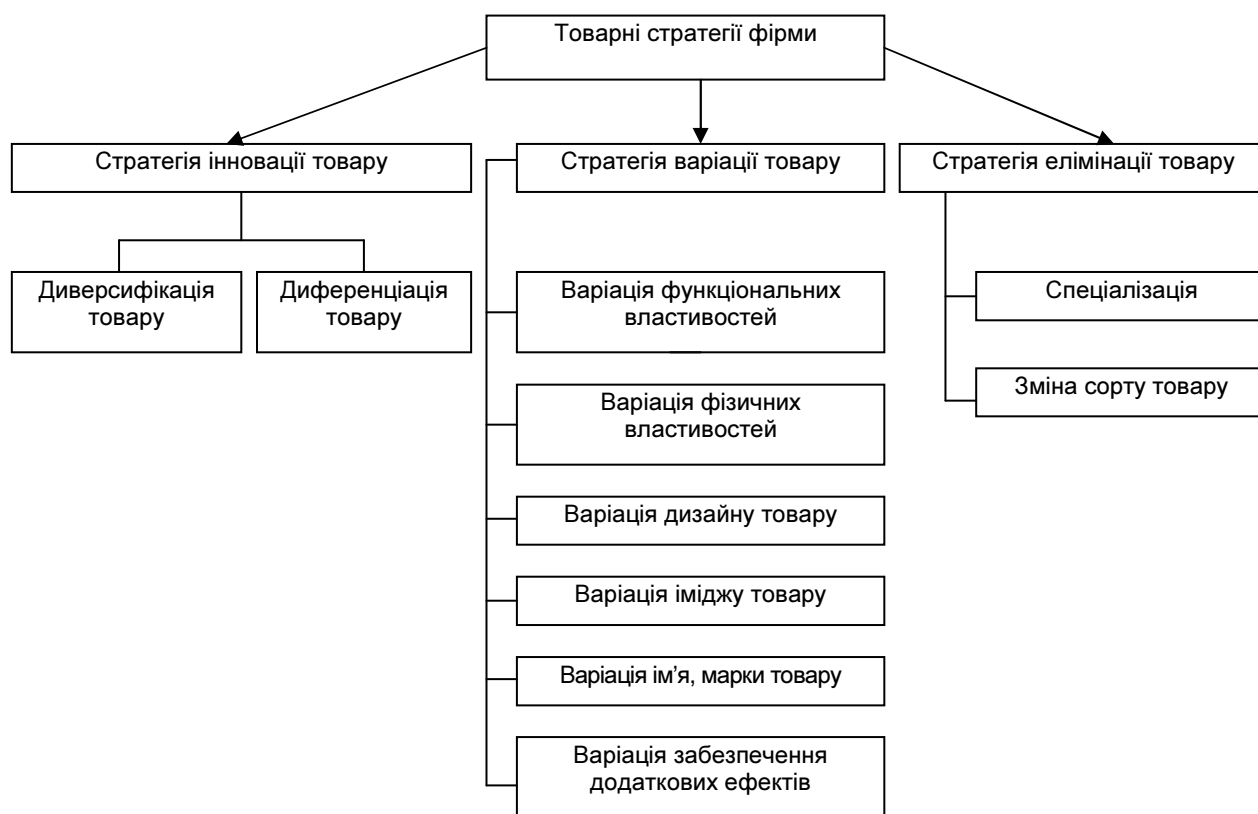 Товарні стратегії фірми
Стратегія інновації товару
Стратегія варіації товару
Стратегія елімінації товару
Диверсифікація
товару
Диференціація
товару
Варіація функціональних
властивостей
Спеціалізація
Варіація фізичних
властивостей
Зміна сорту товару
Варіація дизайну товару
Варіація іміджу товару
Варіація ім’я, марки товару
Варіація забезпечення
додаткових ефектів